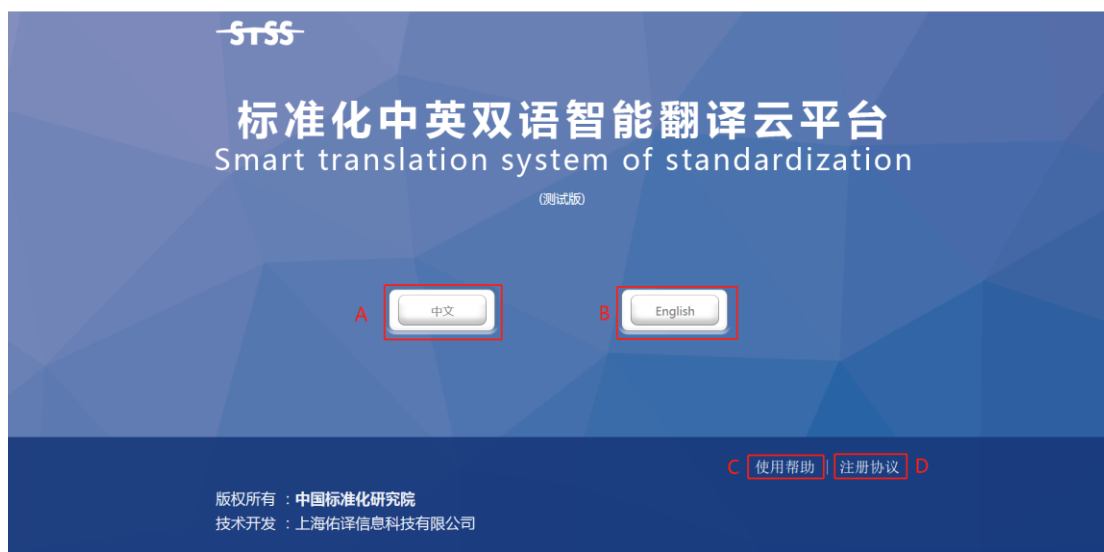 STSS
标准化中英双语智能翻译云平台
Smart translation system of standardization
(测试版)
A 中文 B English
C 使用帮助 | 注册协议 D
版权所有 ：中国标准化研究院
技术开发 ：上海佑译信息科技有限公司